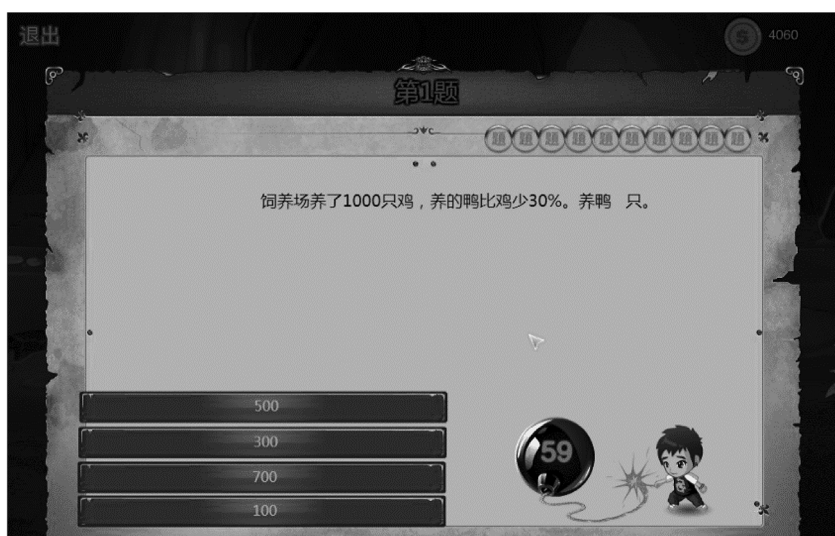 退出
4060
第1题
题 题 题 题 题 题 题 题 题 题
饲养场养了1000只鸡，养的鸭比鸡少30%。养鸭 只。
500
300
700
100
59